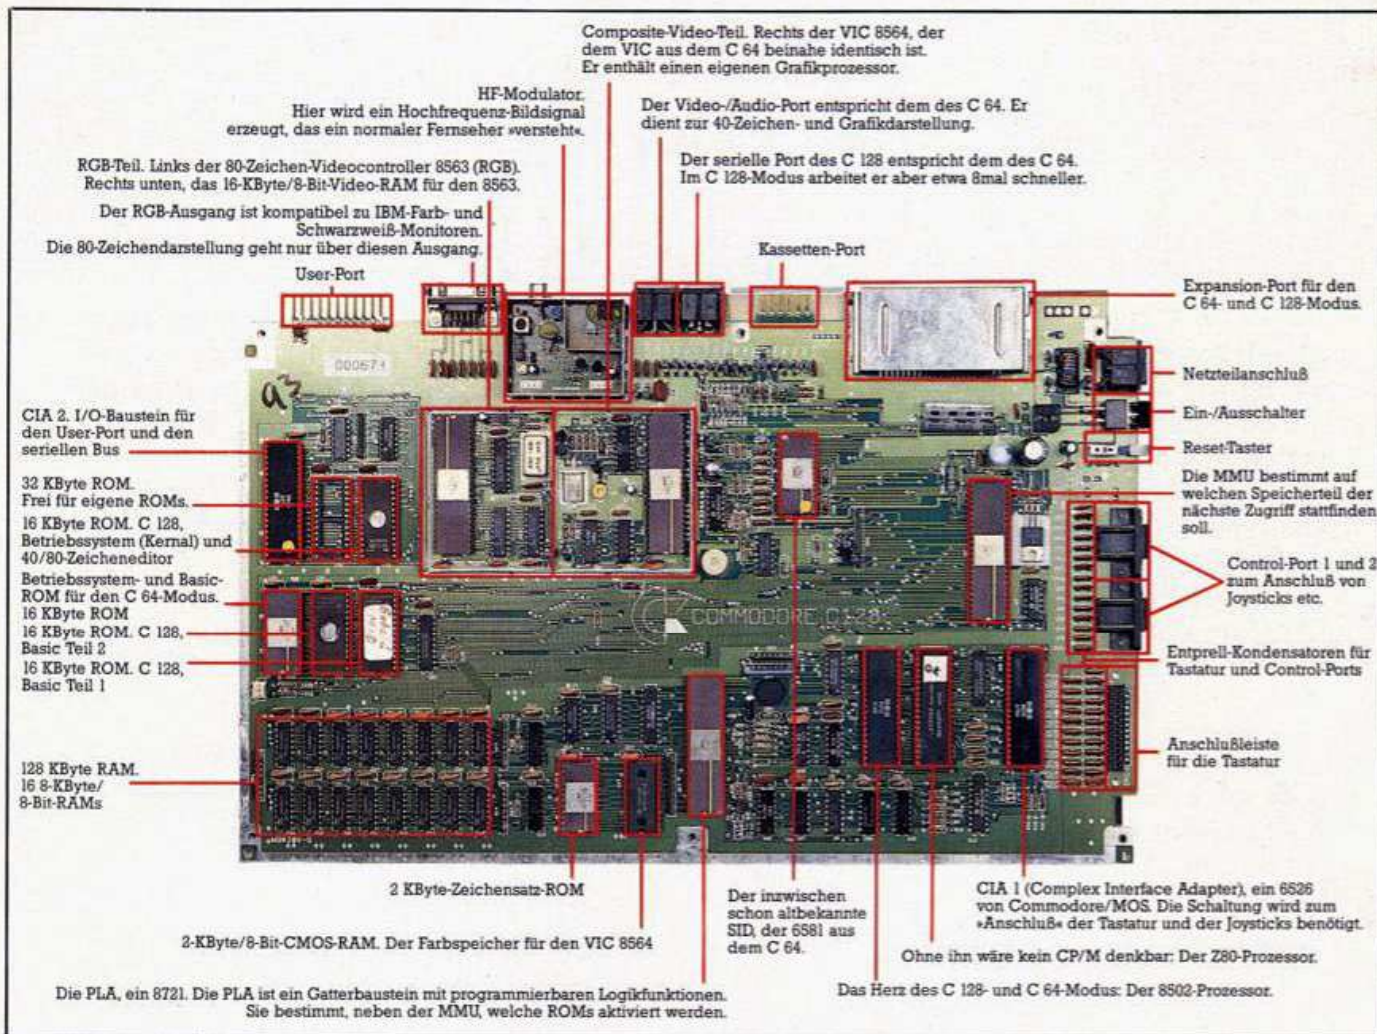 Composite-Video-Teil. Rechts der VIC 8564, der
dem VIC aus dem C 64 beinahe identisch ist.
Er enthält einen eigenen Grafikprozessor.
HF-Modulator.
Hier wird ein Hochfrequenz-Bildsignal
erzeugt, das ein normaler Fernseher »versteht«.
Der Video-/Audio-Port entspricht dem des C 64. Er
dient zur 40-Zeichen- und Grafikdarstellung.
RGB-Teil. Links der 80-Zeichen-Videocontroller 8563 (RGB).
Rechts unten, das 16-KByte/8-Bit-Video-RAM für den 8563.
Der serielle Port des C 128 entspricht dem des C 64.
Im C 128-Modus arbeitet er aber etwa 8mal schneller.
Der RGB-Ausgang ist kompatibel zu IBM-Farb- und
Schwarzweiß-Monitoren.
Die 80-Zeichendarstellung geht nur über diesen Ausgang.
User-Port
Kassetten-Port
Expansion-Port für den
C 64- und C 128-Modus.
000673
a3
Netzteilanschluß
Ein-/Ausschalter
Reset-Taster
CIA 2. I/O-Baustein für
den User-Port und den
seriellen Bus
32 KByte ROM.
Frei für eigene ROMs.
16 KByte ROM. C 128,
Betriebssystem (Kernal) und
40/80-Zeicheneditor
Betriebssystem- und Basic-
ROM für den C 64-Modus.
16 KByte ROM
16 KByte ROM. C 128,
Basic Teil 2
16 KByte ROM. C 128,
Basic Teil 1
Die MMU bestimmt auf
welchen Speicherteil der
nächste Zugriff stattfinden
soll.
Control-Port 1 und 2
zum Anschluß von
Joysticks etc.
COMMODORE C128
Entprell-Kondensatoren für
Tastatur und Control-Ports
Anschlußleiste
für die Tastatur
128 KByte RAM.
16 8-KByte/
8-Bit-RAMs
2 KByte-Zeichensatz-ROM
2-KByte/8-Bit-CMOS-RAM. Der Farbspeicher für den VIC 8564
Die PLA, ein 8721. Die PLA ist ein Gatterbaustein mit programmierbaren Logikfunktionen.
Sie bestimmt, neben der MMU, welche ROMs aktiviert werden.
Der inzwischen
schon altbekannte
SID, der 6581 aus
dem C 64.
CIA 1 (Complex Interface Adapter), ein 6526
von Commodore/MOS. Die Schaltung wird zum
»Anschluß« der Tastatur und der Joysticks benötigt.
Ohne ihn wäre kein CP/M denkbar: Der Z80-Prozessor.
Das Herz des C 128- und C 64-Modus: Der 8502-Prozessor.